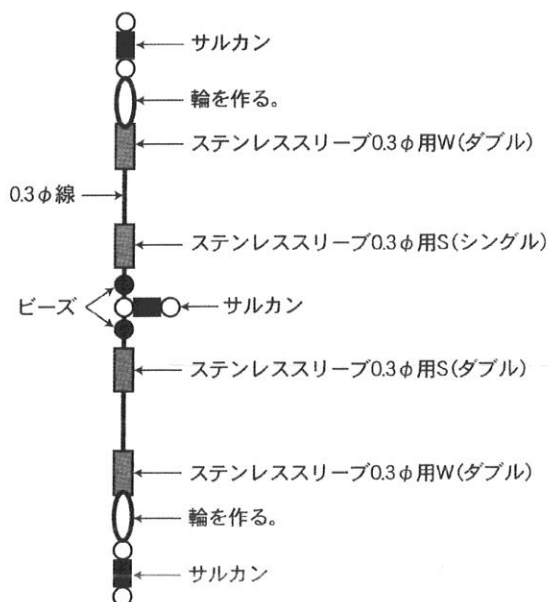 サルカン
輪を作る。
ステンレススリーブ0.3φ用W(ダブル)
0.3φ線
ステンレススリーブ0.3φ用S(シングル)
ビーズ
サルカン
ステンレススリーブ0.3φ用S(ダブル)
ステンレススリーブ0.3φ用W(ダブル)
輪を作る。
サルカン